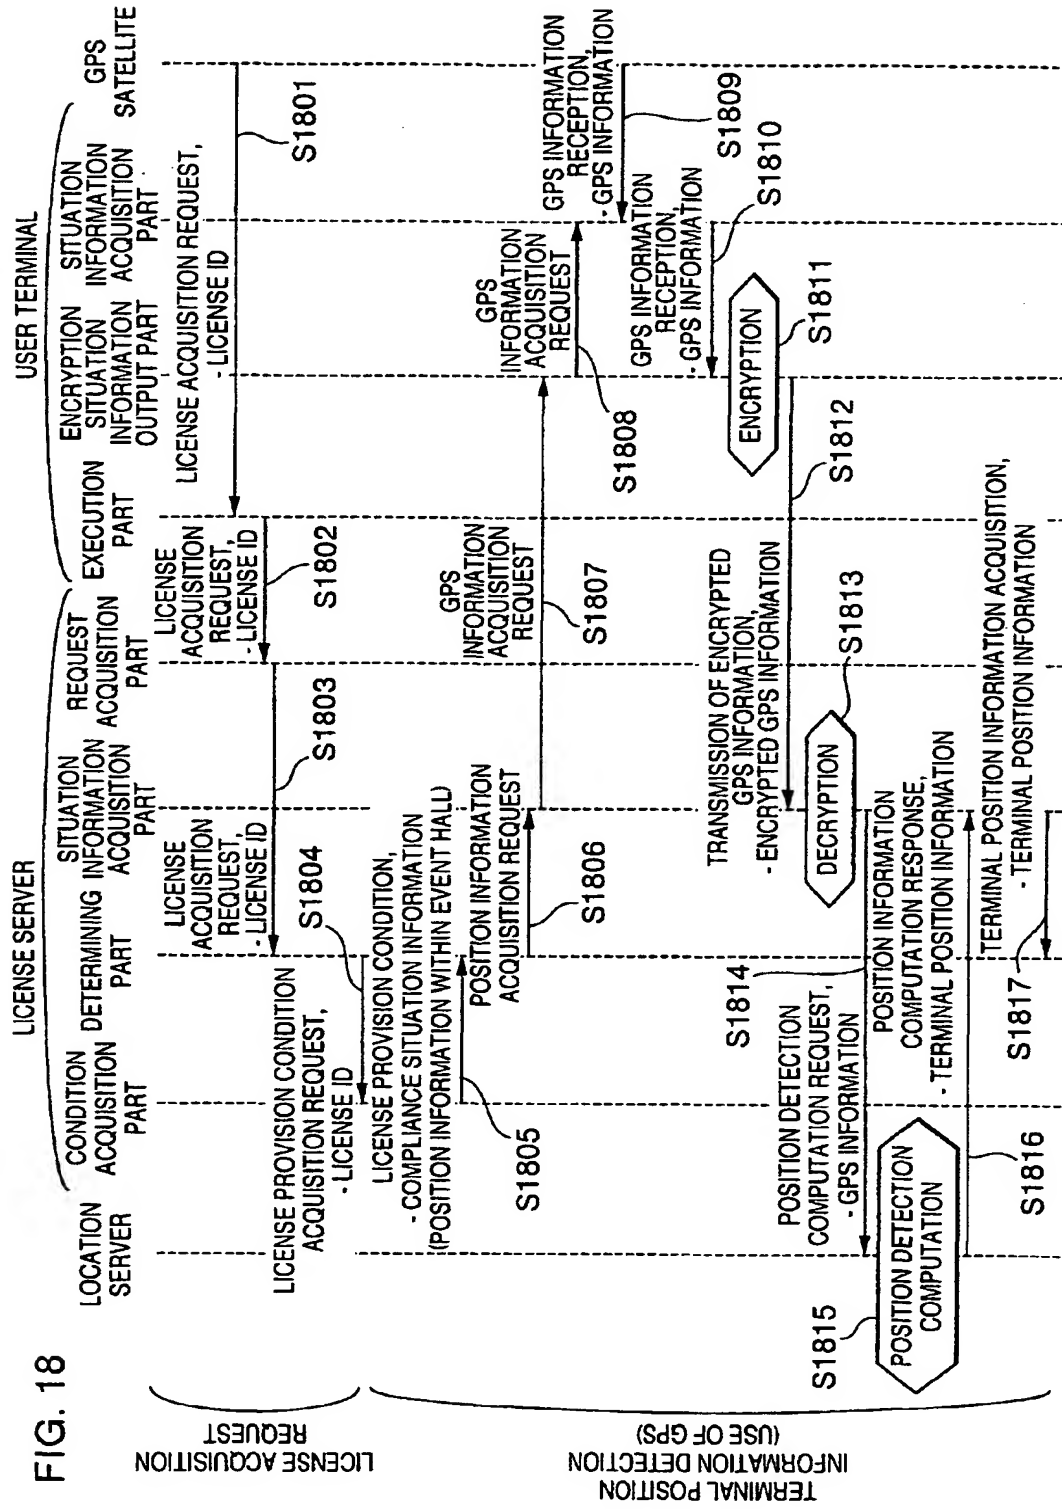 FIG. 18
LOCATION
SERVER
LICENSE SERVER
CONDITION
ACQUISITION
PART
DETERMINING
PART
SITUATION
INFORMATION
ACQUISITION
PART
REQUEST
ACQUISITION
PART
USER TERMINAL
EXECUTION
PART
ENCRYPTION
SITUATION
INFORMATION
OUTPUT PART
SITUATION
INFORMATION
ACQUISITION
PART
GPS
SATELLITE
LICENSE ACQUISITION
REQUEST
LICENSE ACQUISITION REQUEST,
- LICENSE ID
S1801
LICENSE
ACQUISITION
REQUEST,
- LICENSE ID
S1802
LICENSE
ACQUISITION
REQUEST,
- LICENSE ID
S1803
LICENSE PROVISION CONDITION
ACQUISITION REQUEST,
- LICENSE ID
S1804
TERMINAL POSITION
INFORMATION DETECTION
(USE OF GPS)
LICENSE PROVISION CONDITION,
- COMPLIANCE SITUATION INFORMATION
(POSITION INFORMATION WITHIN EVENT HALL)
S1805
POSITION INFORMATION
ACQUISITION REQUEST
S1806
GPS
INFORMATION
ACQUISITION
REQUEST
S1807
GPS
INFORMATION
ACQUISITION
REQUEST
S1808
GPS INFORMATION
RECEPTION,
- GPS INFORMATION
S1809
GPS INFORMATION
RECEPTION,
- GPS INFORMATION
S1810
ENCRYPTION
S1811
TRANSMISSION OF ENCRYPTED
GPS INFORMATION,
- ENCRYPTED GPS INFORMATION
S1812
DECRYPTION
S1813
POSITION DETECTION
COMPUTATION REQUEST,
- GPS INFORMATION
S1814
POSITION DETECTION
COMPUTATION
S1815
POSITION INFORMATION
COMPUTATION RESPONSE,
- TERMINAL POSITION INFORMATION
S1816
TERMINAL POSITION INFORMATION ACQUISITION,
- TERMINAL POSITION INFORMATION
S1817